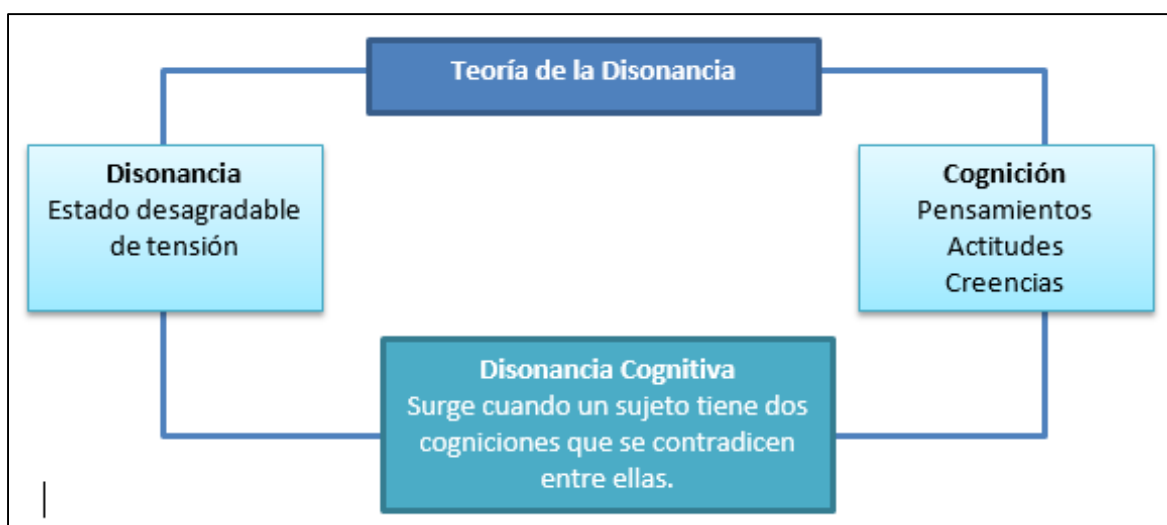 Teoría de la Disonancia
Disonancia
Estado desagradable
de tensión
Cognición
Pensamientos
Actitudes
Creencias
Disonancia Cognitiva
Surge cuando un sujeto tiene dos
cogniciones que se contradicen
entre ellas.